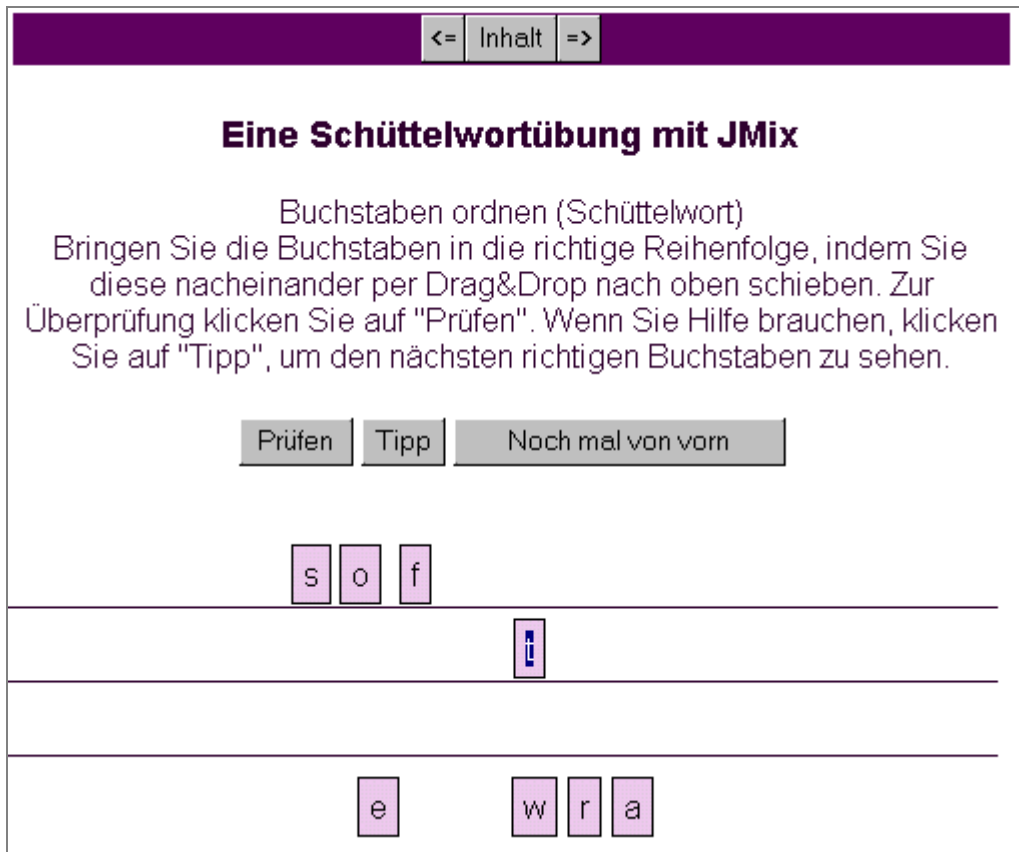 <= Inhalt =>
Eine Schüttelwortübung mit JMix
Buchstaben ordnen (Schüttelwort)
Bringen Sie die Buchstaben in die richtige Reihenfolge, indem Sie
diese nacheinander per Drag&Drop nach oben schieben. Zur
Überprüfung klicken Sie auf "Prüfen". Wenn Sie Hilfe brauchen, klicken
Sie auf "Tipp", um den nächsten richtigen Buchstaben zu sehen.
Prüfen Tipp Noch mal von vorn
s o f
t
e w r a